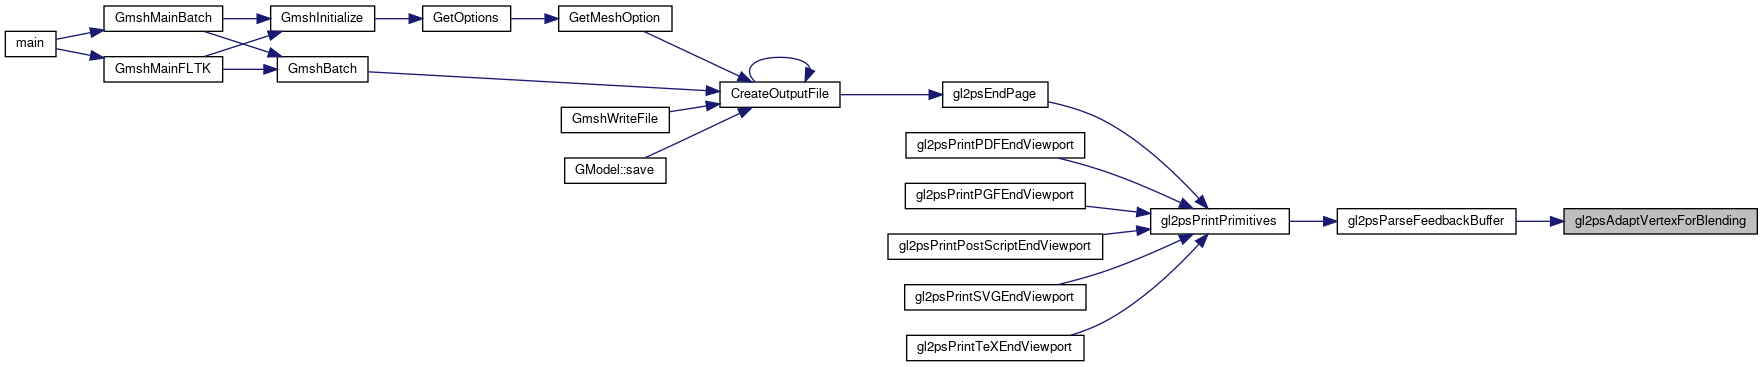 main
GmshMainBatch
GmshMainFLTK
GmshInitialize
GmshBatch
GetOptions
GetMeshOption
GmshWriteFile
GModel::save
CreateOutputFile
gl2psEndPage
gl2psPrintPDFEndViewport
gl2psPrintPGFEndViewport
gl2psPrintPostScriptEndViewport
gl2psPrintSVGEndViewport
gl2psPrintTeXEndViewport
gl2psPrintPrimitives
gl2psParseFeedbackBuffer
gl2psAdaptVertexForBlending